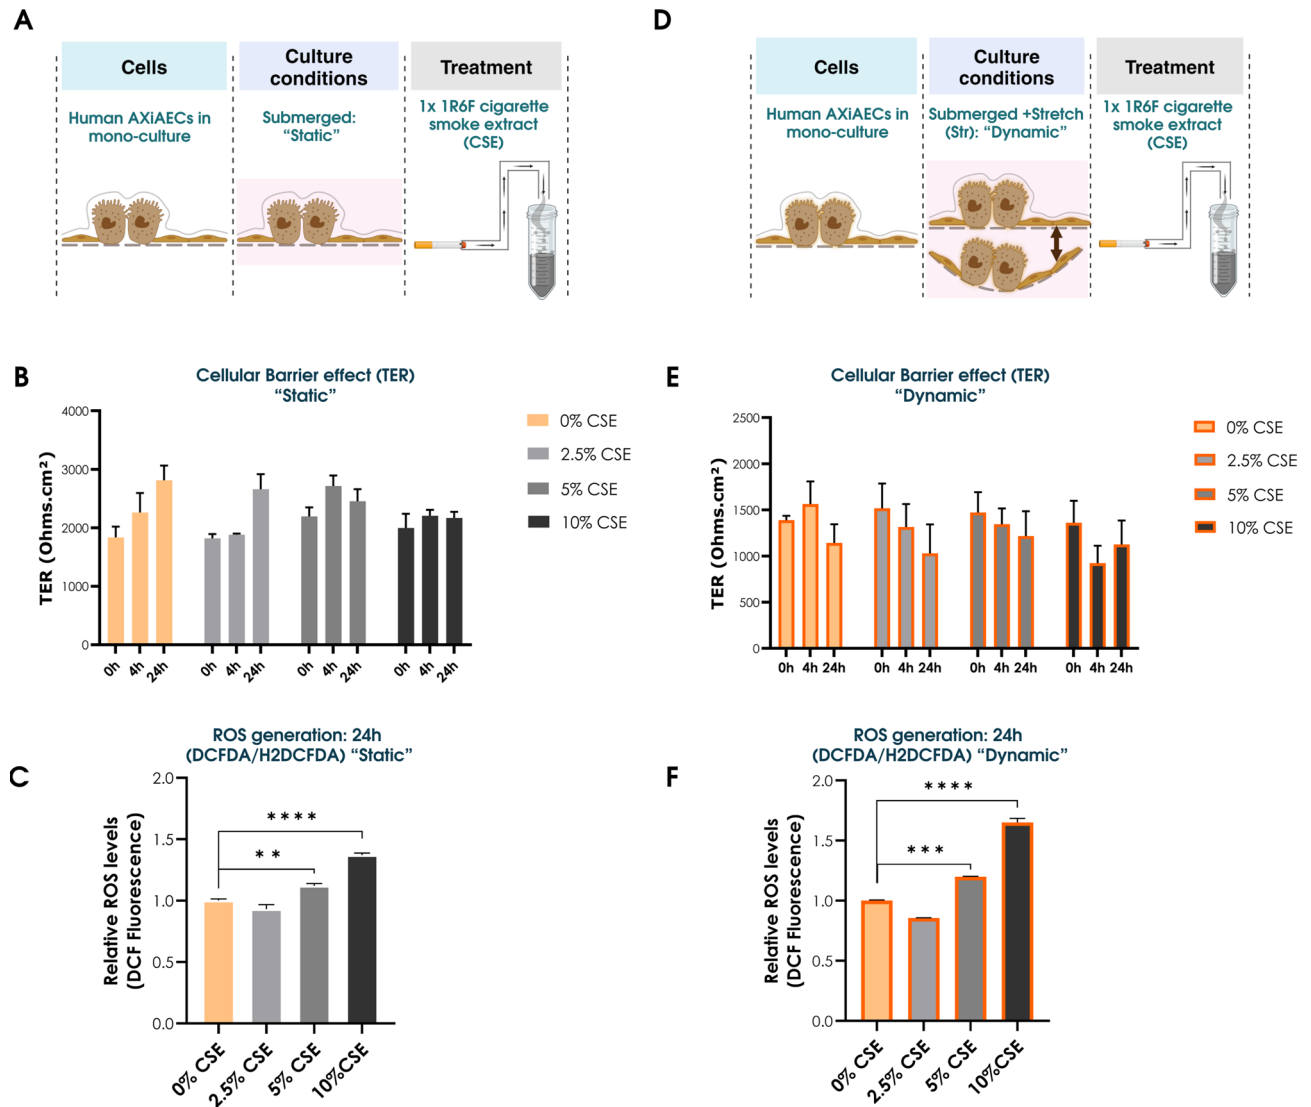 A
Cells
Culture
conditions
Treatment
Human AXiAECs in
mono-culture
Submerged:
“Static”
1x 1R6F cigarette
smoke extract
(CSE)
D
Cells
Culture
conditions
Treatment
Human AXiAECs in
mono-culture
Submerged +Stretch
(Str): “Dynamic”
1x 1R6F cigarette
smoke extract
(CSE)
B
Cellular Barrier effect (TER)
“Static”
TER (Ohms.cm²)
4000
3000
2000
1000
0
0h
4h
24h
0h
4h
24h
0h
4h
24h
0h
4h
24h
0% CSE
2.5% CSE
5% CSE
10% CSE
E
Cellular Barrier effect (TER)
“Dynamic”
TER (Ohms.cm²)
2500
2000
1500
1000
500
0
0h
4h
24h
0h
4h
24h
0h
4h
24h
0h
4h
24h
0% CSE
2.5% CSE
5% CSE
10% CSE
C
ROS generation: 24h
(DCFDA/H2DCFDA) “Static”
Relative ROS levels
(DCF Fluorescence)
2.0
1.5
1.0
0.5
0.0
****
**
0% CSE
2.5% CSE
5% CSE
10%CSE
F
ROS generation: 24h
(DCFDA/H2DCFDA) “Dynamic”
Relative ROS levels
(DCF Fluorescence)
2.0
1.5
1.0
0.5
0.0
****
***
0% CSE
2.5% CSE
5% CSE
10%CSE